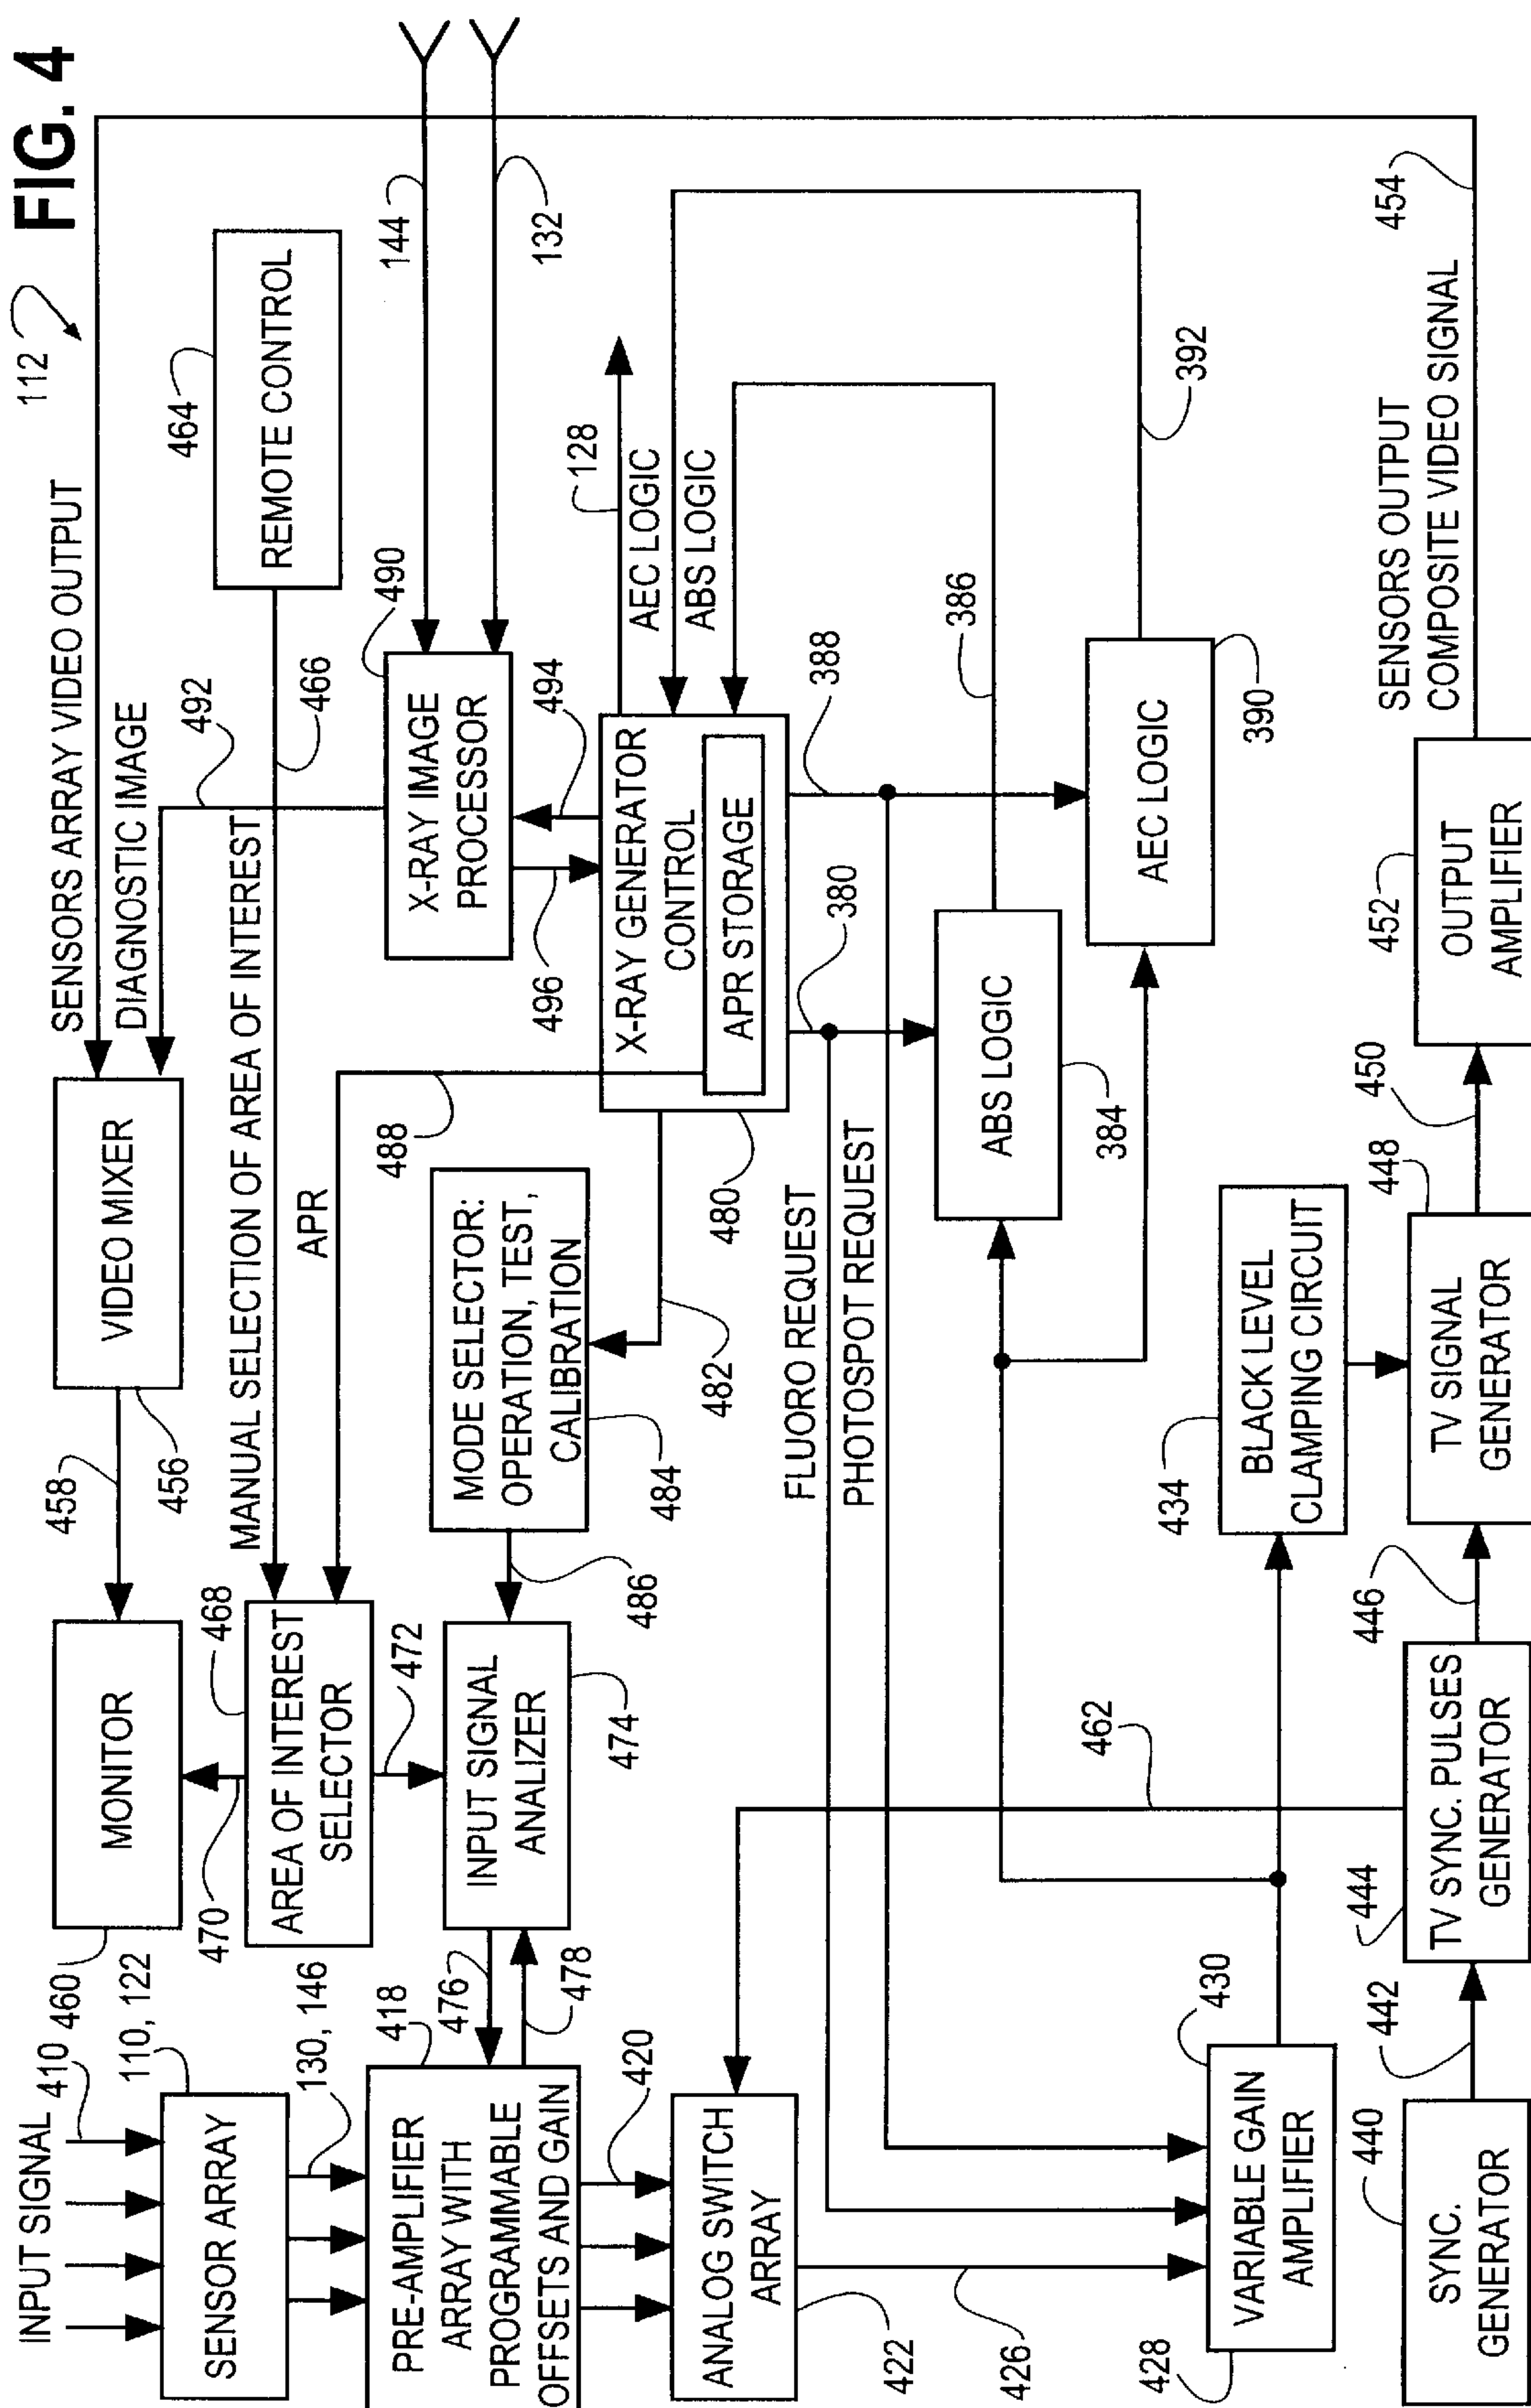 FIG. 4
112
INPUT SIGNAL
410
SENSOR ARRAY
110, 122
130, 146
PRE-AMPLIFIER
ARRAY WITH
PROGRAMMABLE
OFFSETS AND GAIN
418
420
ANALOG SWITCH
ARRAY
422
426
VARIABLE GAIN
AMPLIFIER
428
430
SYNC.
GENERATOR
440
442
MONITOR
460
458
VIDEO MIXER
456
SENSORS ARRAY VIDEO OUTPUT
DIAGNOSTIC IMAGE
492
470
AREA OF INTEREST
SELECTOR
468
472
MANUAL SELECTION OF AREA OF INTEREST
APR
466
REMOTE CONTROL
464
INPUT SIGNAL
ANALIZER
474
476
478
486
MODE SELECTOR:
OPERATION, TEST,
CALIBRATION
484
482
488
X-RAY IMAGE
PROCESSOR
490
144
132
494
496
X-RAY GENERATOR
CONTROL
APR STORAGE
480
128
AEC LOGIC
ABS LOGIC
388
380
FLUORO REQUEST
PHOTOSPOT REQUEST
ABS LOGIC
384
386
AEC LOGIC
390
392
BLACK LEVEL
CLAMPING CIRCUIT
434
462
TV SYNC. PULSES
GENERATOR
444
446
TV SIGNAL
GENERATOR
448
450
OUTPUT
AMPLIFIER
452
SENSORS OUTPUT
COMPOSITE VIDEO SIGNAL
454